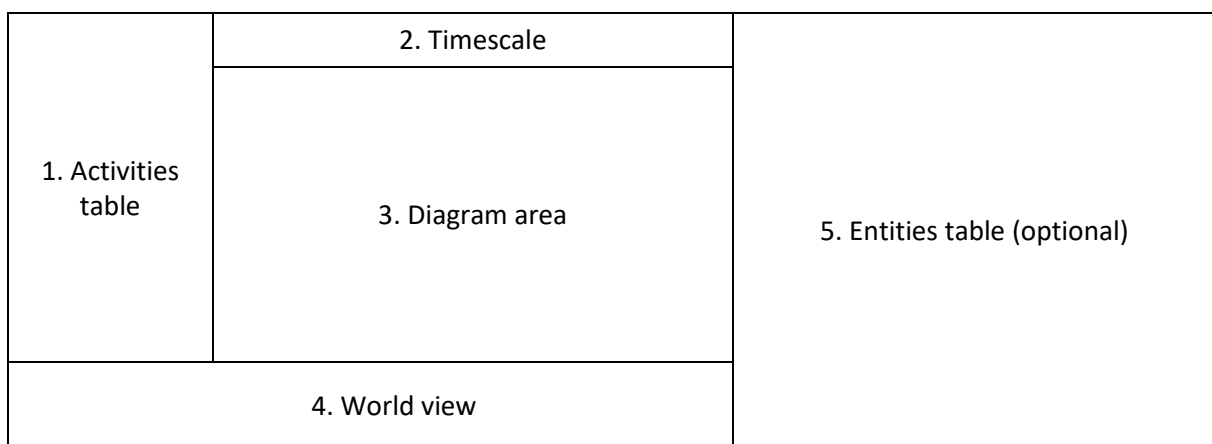 2. Timescale
1. Activities
table
3. Diagram area
5. Entities table (optional)
4. World view